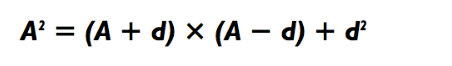 A² = (A + d) × (A − d) + d²